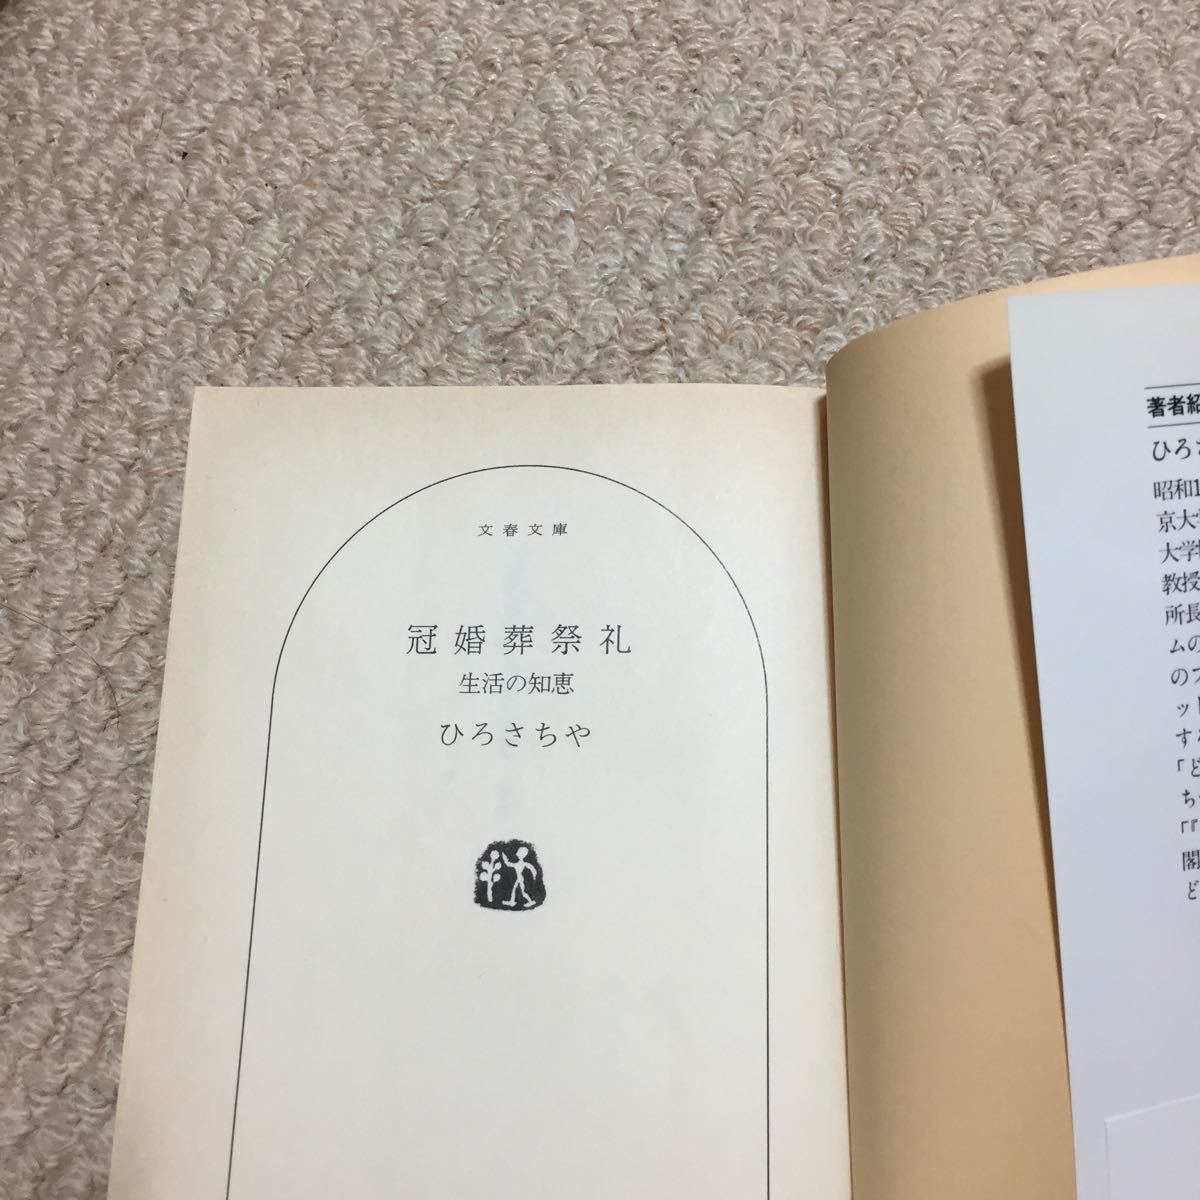 文春文庫
冠婚葬祭礼
生活の知恵
ひろさちや
著者紹
ひろさ
昭和1
京大学
大学
教授
所長
ムの
のフ
ット
する
「ど
ち
「『
閣
ど